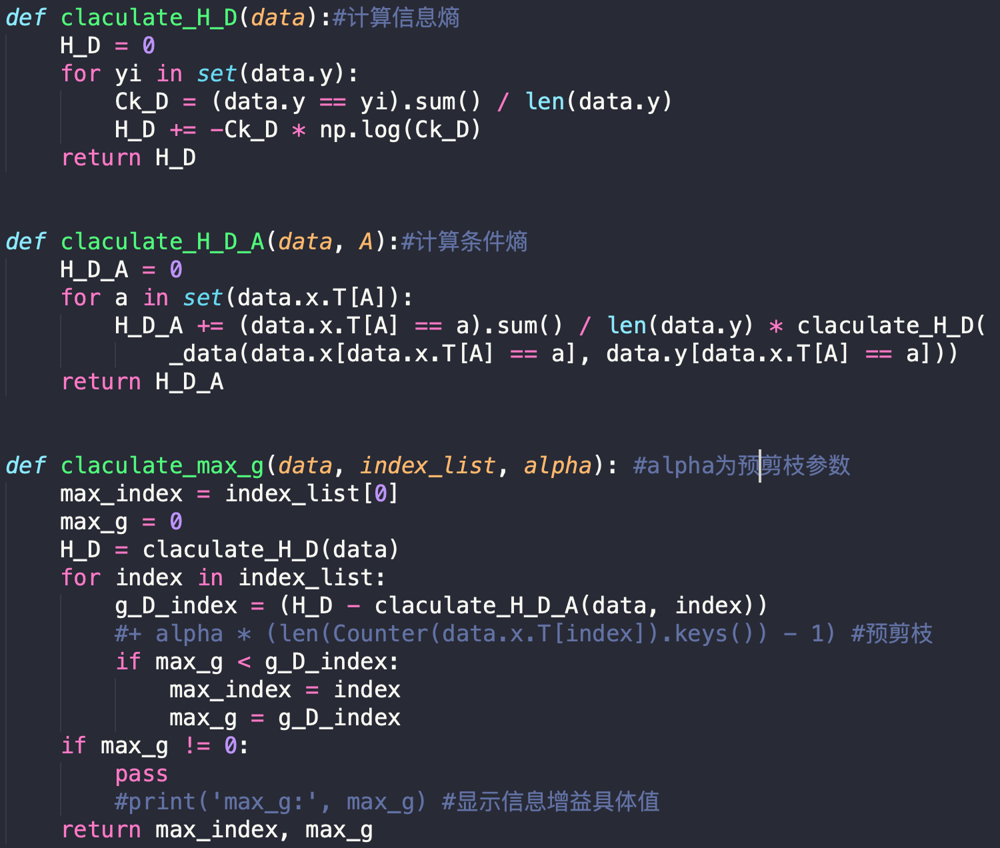 def claculate_H_D(data):#计算信息熵
    H_D = 0
    for yi in set(data.y):
        Ck_D = (data.y == yi).sum() / len(data.y)
        H_D += -Ck_D * np.log(Ck_D)
    return H_D
def claculate_H_D_A(data, A):#计算条件熵
    H_D_A = 0
    for a in set(data.x.T[A]):
        H_D_A += (data.x.T[A] == a).sum() / len(data.y) * claculate_H_D(
            _data(data.x[data.x.T[A] == a], data.y[data.x.T[A] == a]))
    return H_D_A
def claculate_max_g(data, index_list, alpha): #alpha为预剪枝参数
    max_index = index_list[0]
    max_g = 0
    H_D = claculate_H_D(data)
    for index in index_list:
        g_D_index = (H_D - claculate_H_D_A(data, index))
        #+ alpha * (len(Counter(data.x.T[index]).keys()) - 1) #预剪枝
        if max_g < g_D_index:
            max_index = index
            max_g = g_D_index
    if max_g != 0:
        pass
        #print('max_g:', max_g) #显示信息增益具体值
    return max_index, max_g